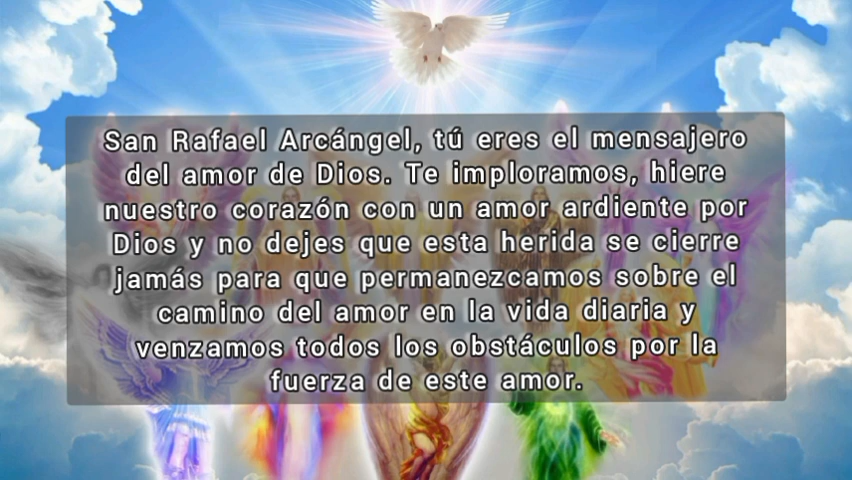 San Rafael Arcángel, tú eres el mensajero
del amor de Dios. Te imploramos, hiere
nuestro corazón con un amor ardiente por
Dios y no dejes que esta herida se cierre
jamás para que permanezcamos sobre el
camino del amor en la vida diaria y
venzamos todos los obstáculos por la
fuerza de este amor.